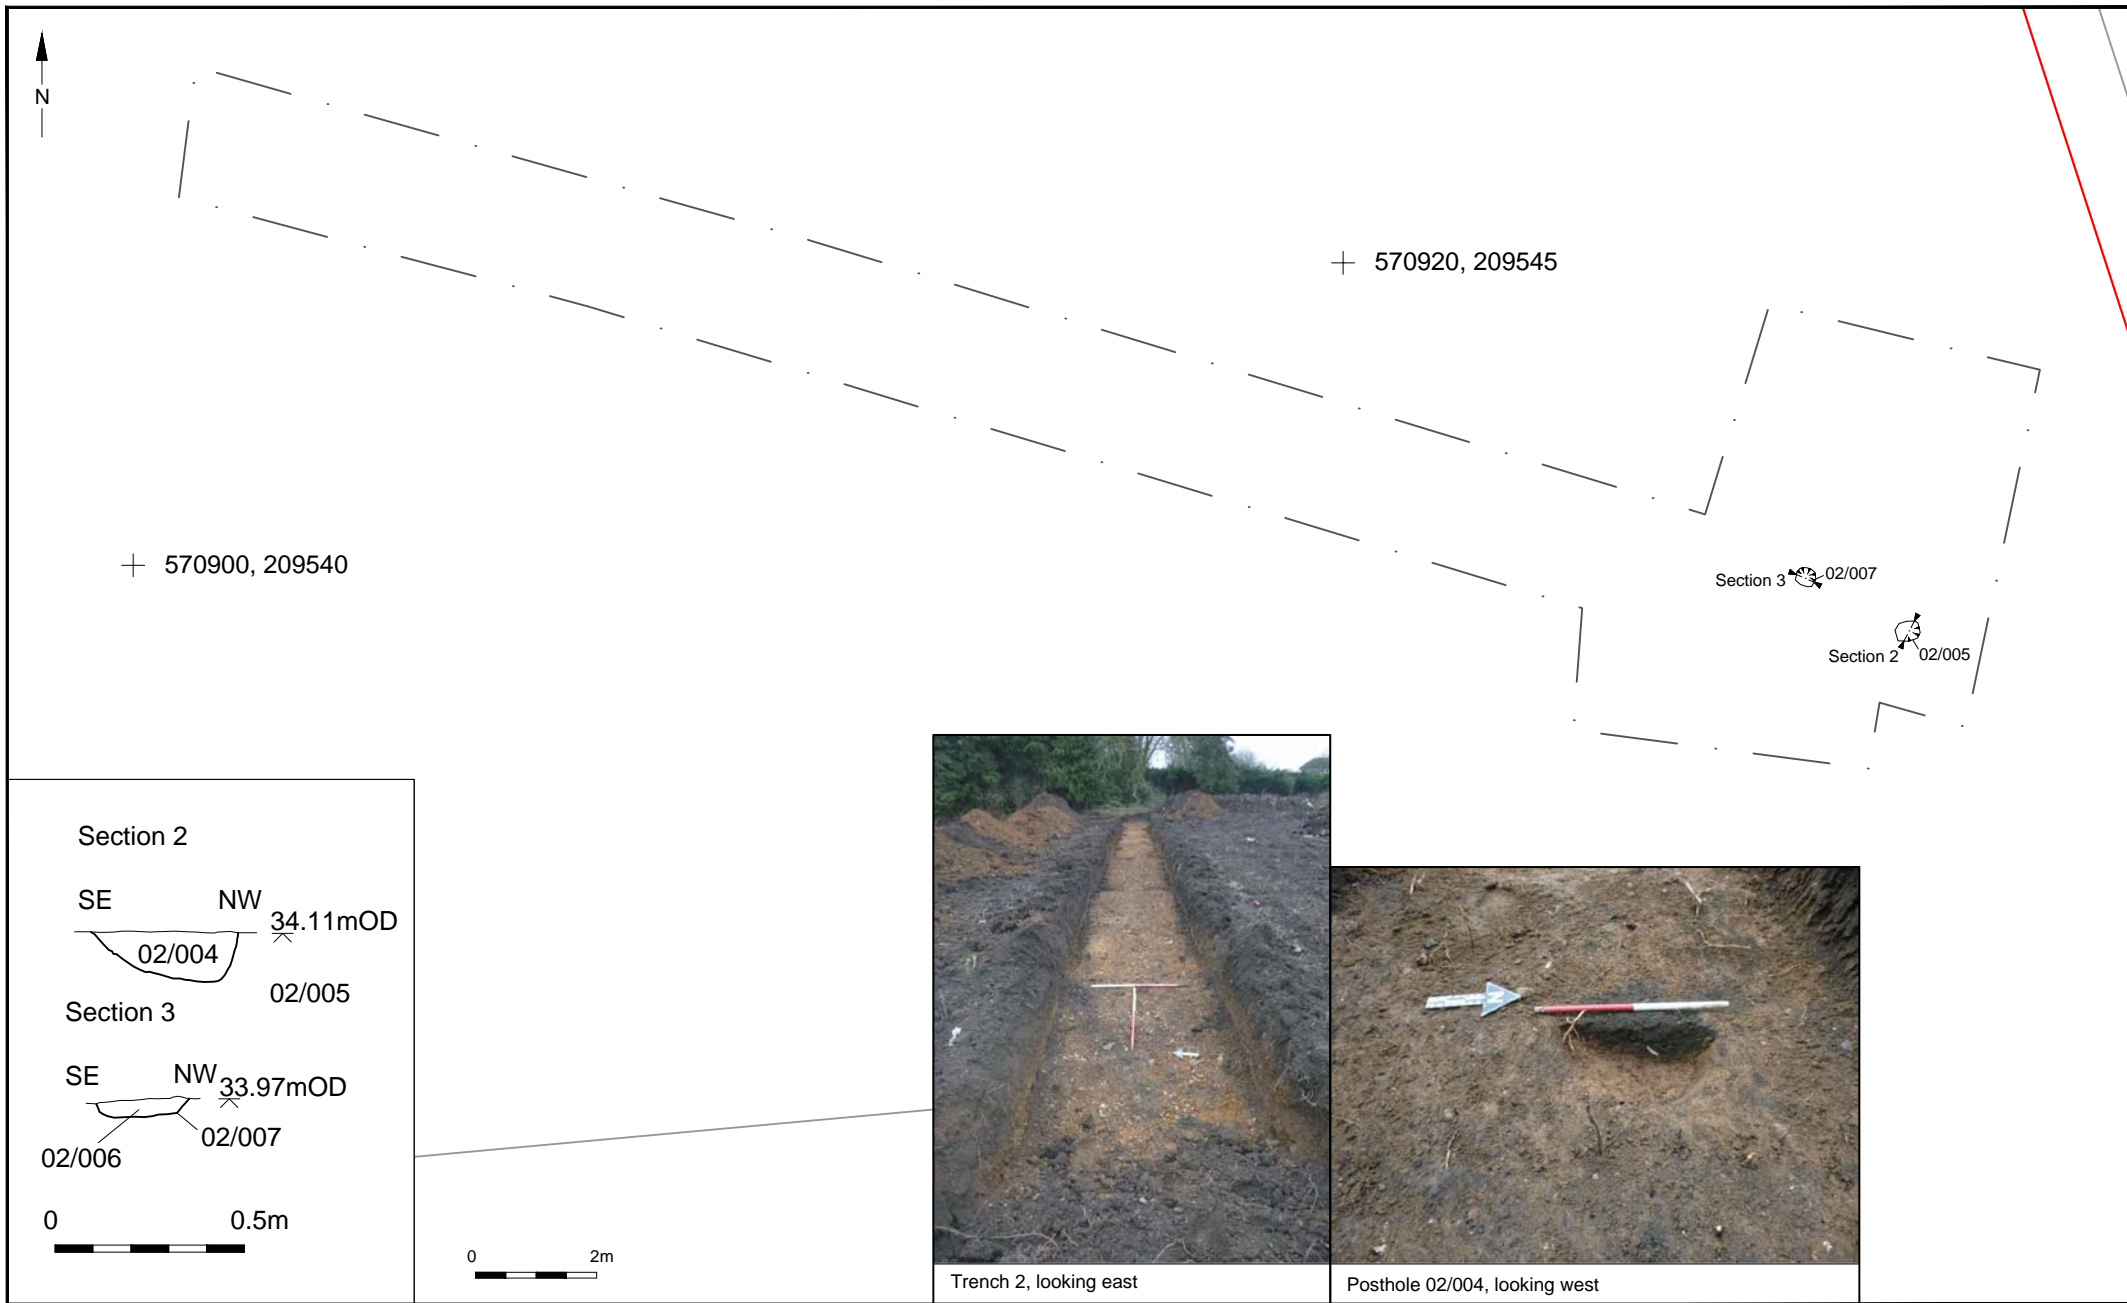 N
570920, 209545
570900, 209540
Section 3
02/007
Section 2
02/005
Section 2
SE
NW
34.11mOD
02/004
02/005
Section 3
SE
NW
33.97mOD
02/007
02/006
0
0.5m
0
2m
N
Trench 2, looking east
Posthole 02/004, looking west